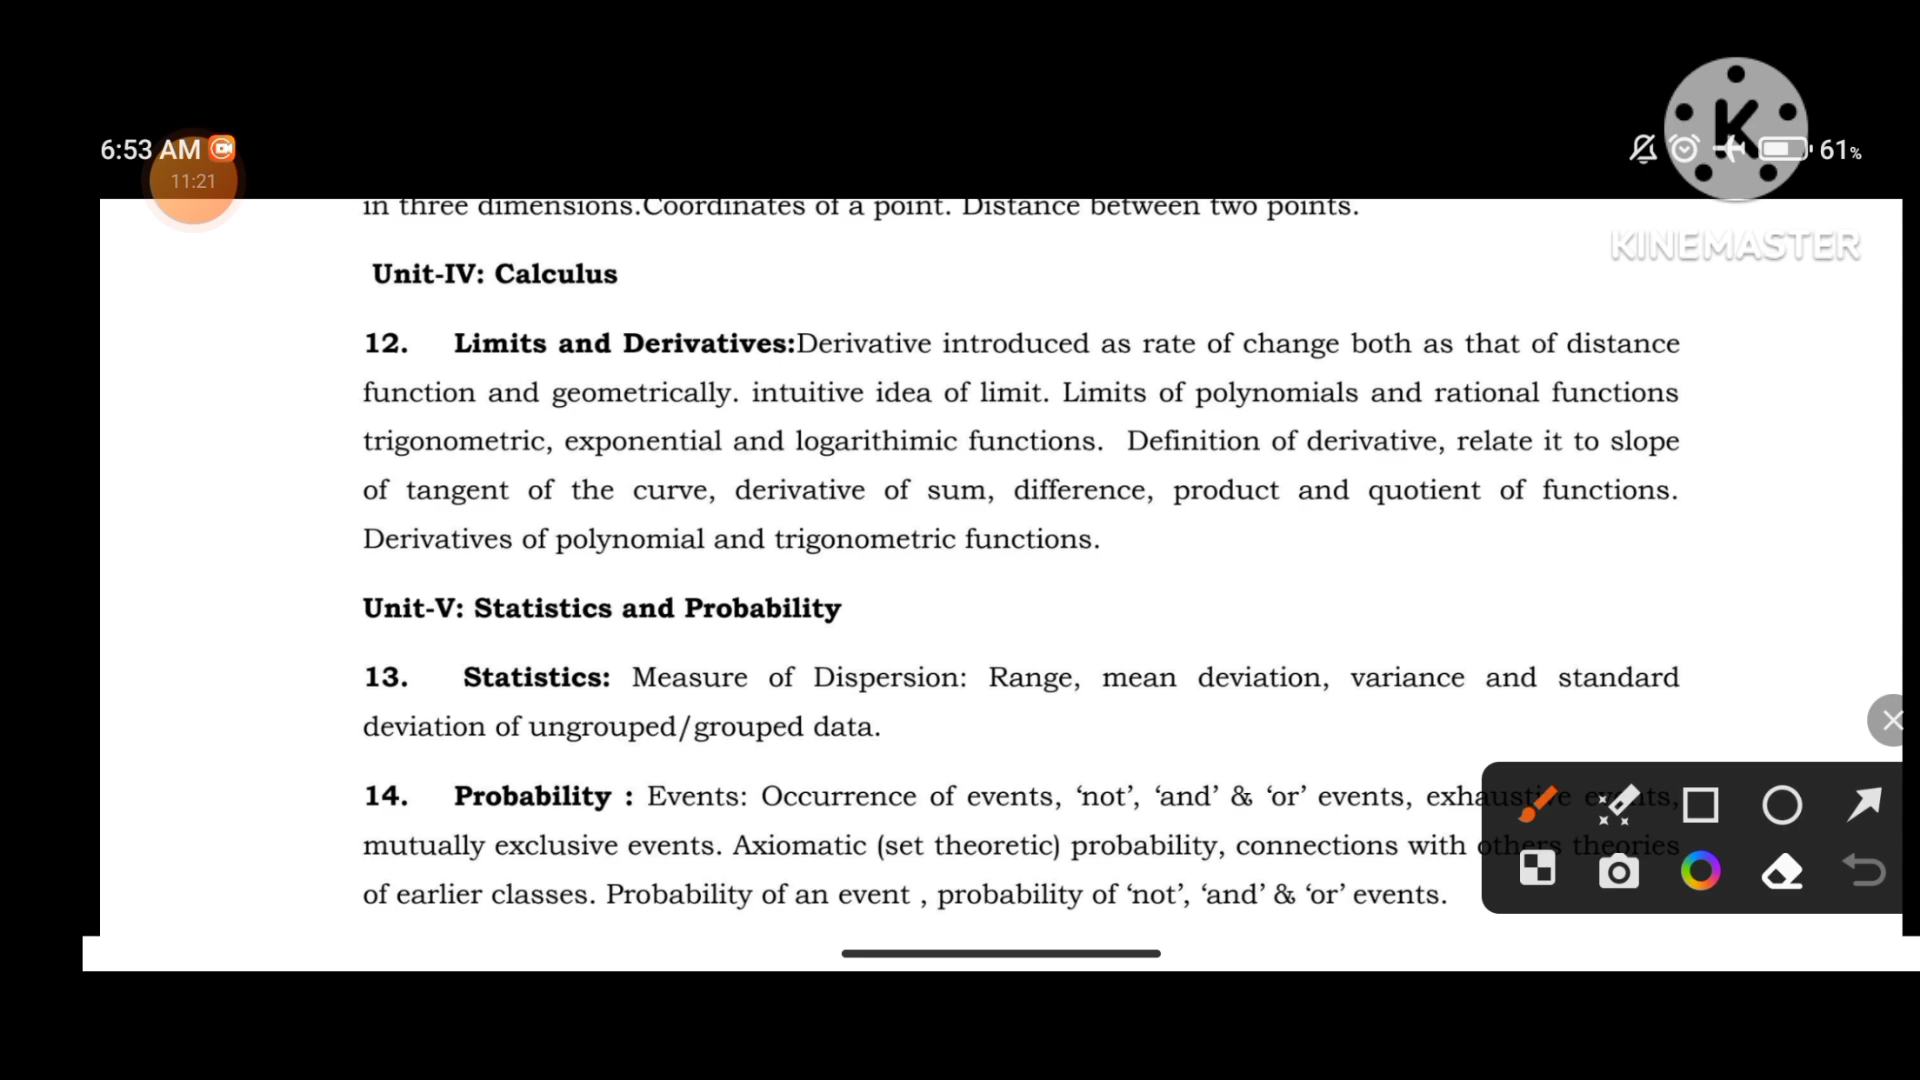 6:53 AM
11:21
61%
KINEMASTER
in three dimensions.Coordinates of a point. Distance between two points.
Unit-IV: Calculus
12. Limits and Derivatives:Derivative introduced as rate of change both as that of distance
function and geometrically. intuitive idea of limit. Limits of polynomials and rational functions
trigonometric, exponential and logarithimic functions. Definition of derivative, relate it to slope
of tangent of the curve, derivative of sum, difference, product and quotient of functions.
Derivatives of polynomial and trigonometric functions.
Unit-V: Statistics and Probability
13. Statistics: Measure of Dispersion: Range, mean deviation, variance and standard
deviation of ungrouped/grouped data.
14. Probability : Events: Occurrence of events, ‘not’, ‘and’ & ‘or’ events, exhaustive events,
mutually exclusive events. Axiomatic (set theoretic) probability, connections with others theories
of earlier classes. Probability of an event , probability of ‘not’, ‘and’ & ‘or’ events.